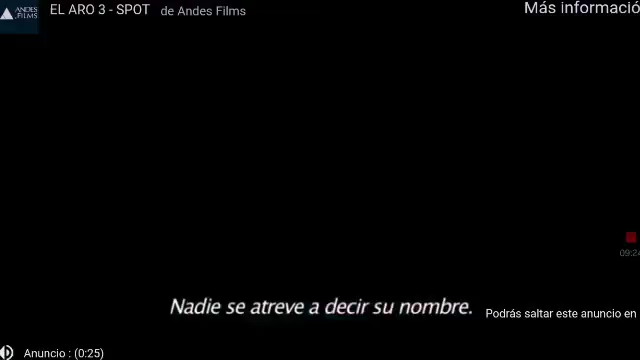 ANDES
FILMS
EL ARO 3 - SPOT
de Andes Films
Más informació
09:24
Nadie se atreve a decir su nombre.
Podrás saltar este anuncio en
Anuncio : (0:25)